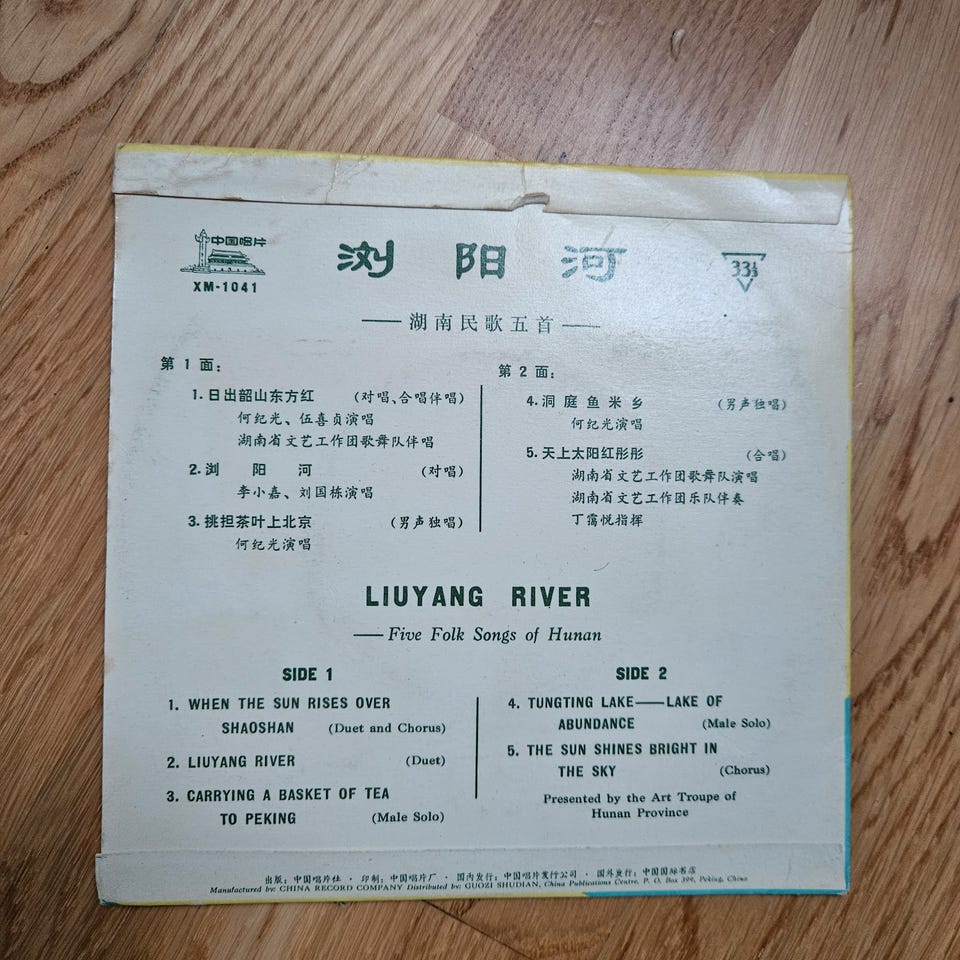 中国唱片
XM-1041
浏阳河
33⅓
——湖南民歌五首——
第1面:
1. 日出韶山东方红 (对唱、合唱伴唱)
何纪光、伍喜贞演唱
湖南省文艺工作团歌舞队伴唱
2. 浏阳河 (对唱)
李小嘉、刘国栋演唱
3. 挑担茶叶上北京 (男声独唱)
何纪光演唱
第2面:
4. 洞庭鱼米乡 (男声独唱)
何纪光演唱
5. 天上太阳红彤彤 (合唱)
湖南省文艺工作团歌舞队演唱
湖南省文艺工作团乐队伴奏
丁霭悦指挥
LIUYANG RIVER
——Five Folk Songs of Hunan
SIDE 1
1. WHEN THE SUN RISES OVER
SHAOSHAN (Duet and Chorus)
2. LIUYANG RIVER (Duet)
3. CARRYING A BASKET OF TEA
TO PEKING (Male Solo)
SIDE 2
4. TUNGTING LAKE——LAKE OF
ABUNDANCE (Male Solo)
5. THE SUN SHINES BRIGHT IN
THE SKY (Chorus)
Presented by the Art Troupe of
Hunan Province
出版:中国唱片社 · 印制:中国唱片厂 · 国内发行:中国唱片发行公司 · 国外发行:中国国际书店
Manufactured by: CHINA RECORD COMPANY Distributed by: GUOZI SHUDIAN, China Publications Centre, P. O. Box 399, Peking, China